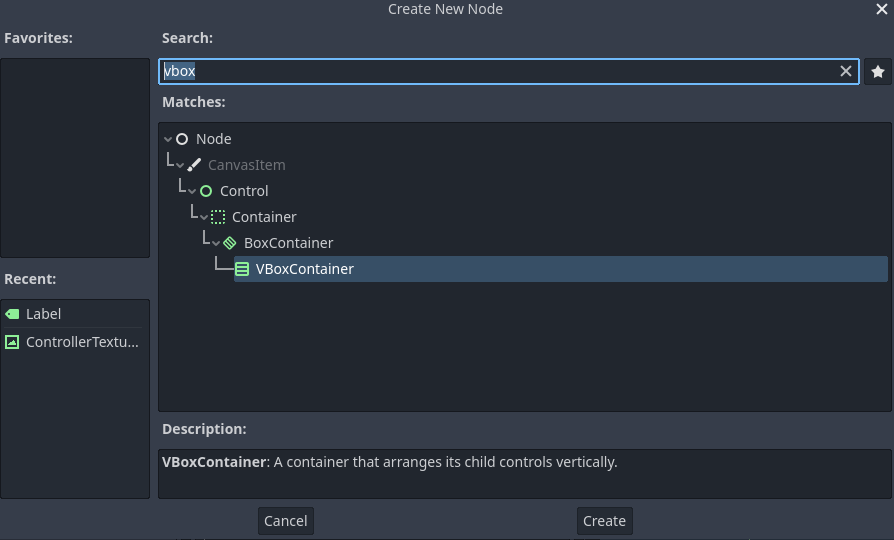 Create New Node
Favorites:
Search:
vbox
Matches:
Node
CanvasItem
Control
Container
BoxContainer
VBoxContainer
Recent:
Label
ControllerTextu...
Description:
VBoxContainer: A container that arranges its child controls vertically.
Cancel
Create